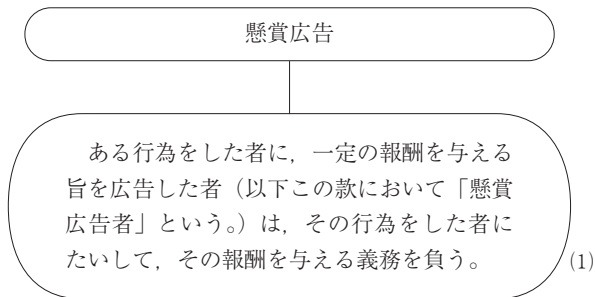 懸賞広告
ある行為をした者に，一定の報酬を与える
旨を広告した者（以下この款において「懸賞
広告者」という。）は，その行為をした者に
たいして，その報酬を与える義務を負う。
(1)